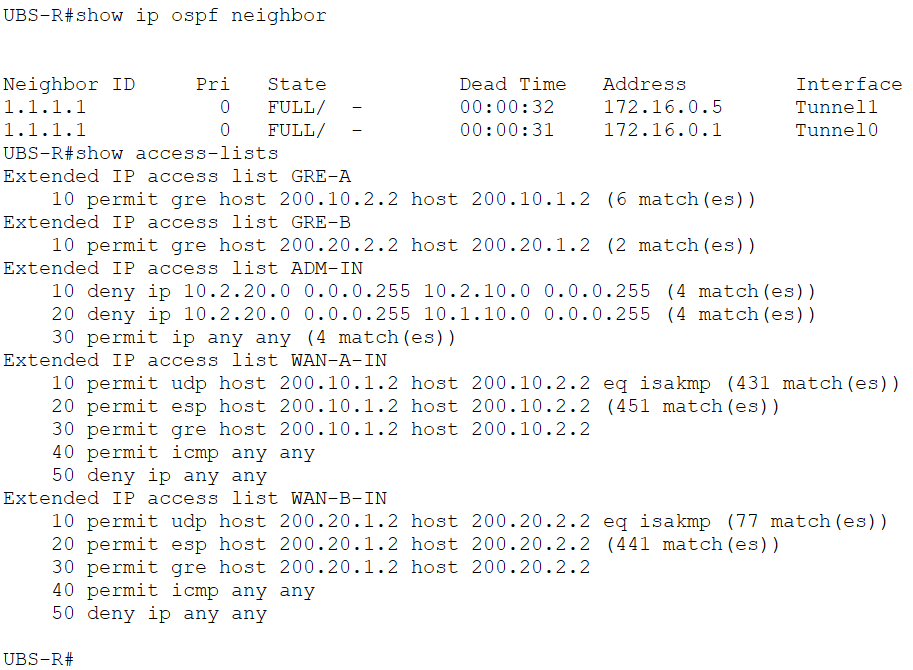 UBS-R#show ip ospf neighbor
Neighbor ID     Pri   State           Dead Time   Address         Interface
1.1.1.1           0   FULL/  -        00:00:32    172.16.0.5      Tunnel1
1.1.1.1           0   FULL/  -        00:00:31    172.16.0.1      Tunnel0
UBS-R#show access-lists
Extended IP access list GRE-A
    10 permit gre host 200.10.2.2 host 200.10.1.2 (6 match(es))
Extended IP access list GRE-B
    10 permit gre host 200.20.2.2 host 200.20.1.2 (2 match(es))
Extended IP access list ADM-IN
    10 deny ip 10.2.20.0 0.0.0.255 10.2.10.0 0.0.0.255 (4 match(es))
    20 deny ip 10.2.20.0 0.0.0.255 10.1.10.0 0.0.0.255 (4 match(es))
    30 permit ip any any (4 match(es))
Extended IP access list WAN-A-IN
    10 permit udp host 200.10.1.2 host 200.10.2.2 eq isakmp (431 match(es))
    20 permit esp host 200.10.1.2 host 200.10.2.2 (451 match(es))
    30 permit gre host 200.10.1.2 host 200.10.2.2
    40 permit icmp any any
    50 deny ip any any
Extended IP access list WAN-B-IN
    10 permit udp host 200.20.1.2 host 200.20.2.2 eq isakmp (77 match(es))
    20 permit esp host 200.20.1.2 host 200.20.2.2 (441 match(es))
    30 permit gre host 200.20.1.2 host 200.20.2.2
    40 permit icmp any any
    50 deny ip any any
UBS-R#